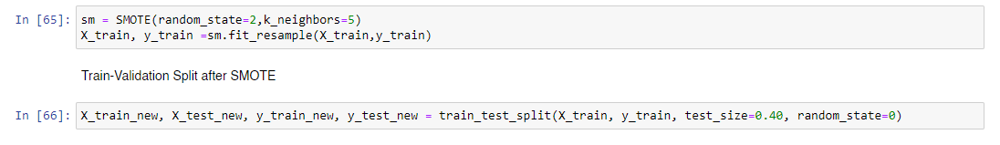 In [65]: sm = SMOTE(random_state=2,k_neighbors=5)
X_train, y_train =sm.fit_resample(X_train,y_train)
Train-Validation Split after SMOTE
In [66]: X_train_new, X_test_new, y_train_new, y_test_new = train_test_split(X_train, y_train, test_size=0.40, random_state=0)